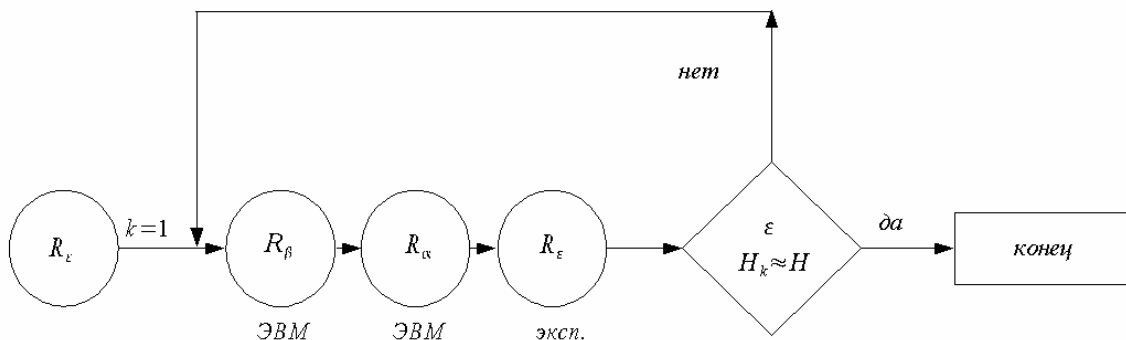 нет
R_ε
k=1
R_β
R_α
R_ε
ε
H_k≈H
да
конец
ЭВМ
ЭВМ
эксп.